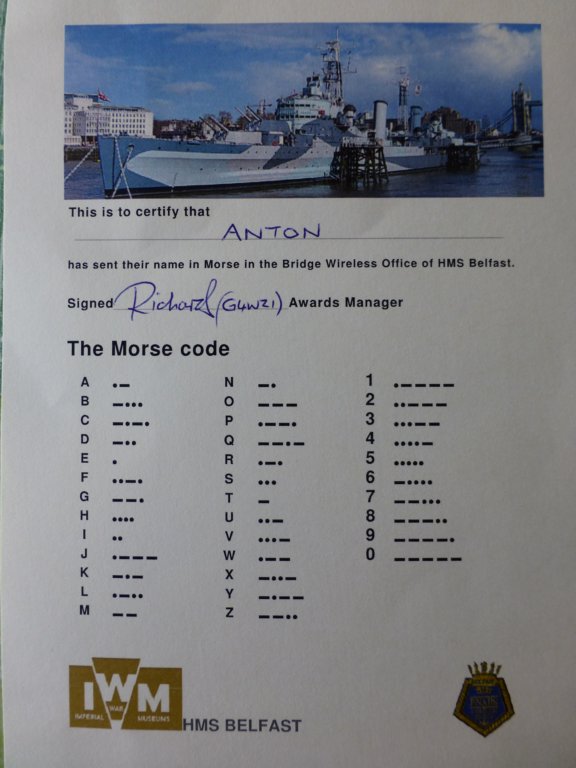 This is to certify that
ANTON
has sent their name in Morse in the Bridge Wireless Office of HMS Belfast.
Signed Richard (G4WZI) Awards Manager
The Morse code
A .-
B -...
C -.-.
D -..
E .
F ..-.
G --.
H ....
I ..
J .---
K -.-
L .-..
M --
N -.
O ---
P .--.
Q --.-
R .-.
S ...
T -
U ..-
V ...-
W .--
X -..-
Y -.--
Z --..
1 .----
2 ..---
3 ...--
4 ....-
5 .....
6 -....
7 --...
8 ---..
9 ----.
0 -----
IWM
IMPERIAL WAR MUSEUMS
HMS BELFAST